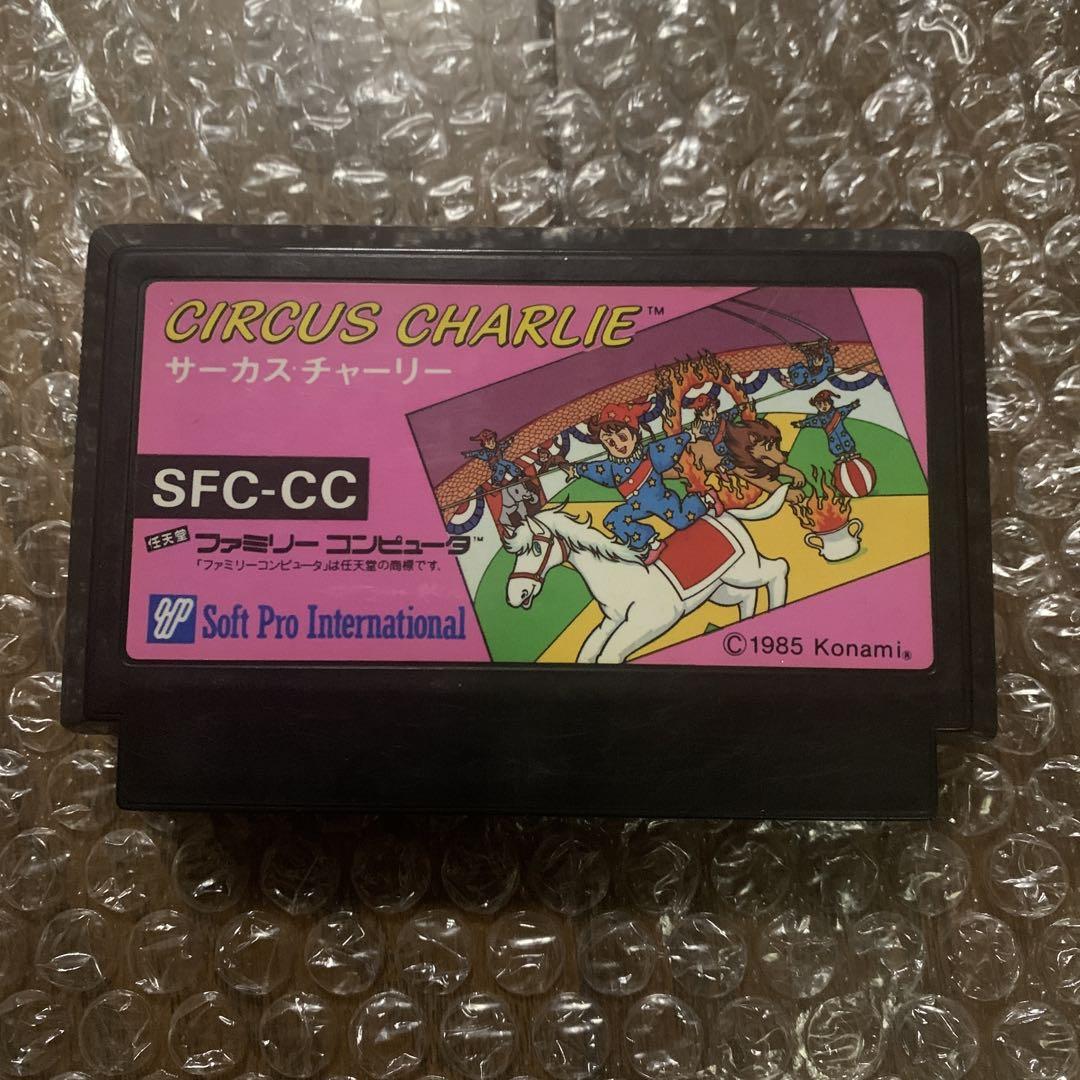 CIRCUS CHARLIE™
サーカス・チャーリー
SFC-CC
任天堂 ファミリー コンピュータ™
「ファミリーコンピュータ」は任天堂の商標です。
Soft Pro International
©1985 Konami®